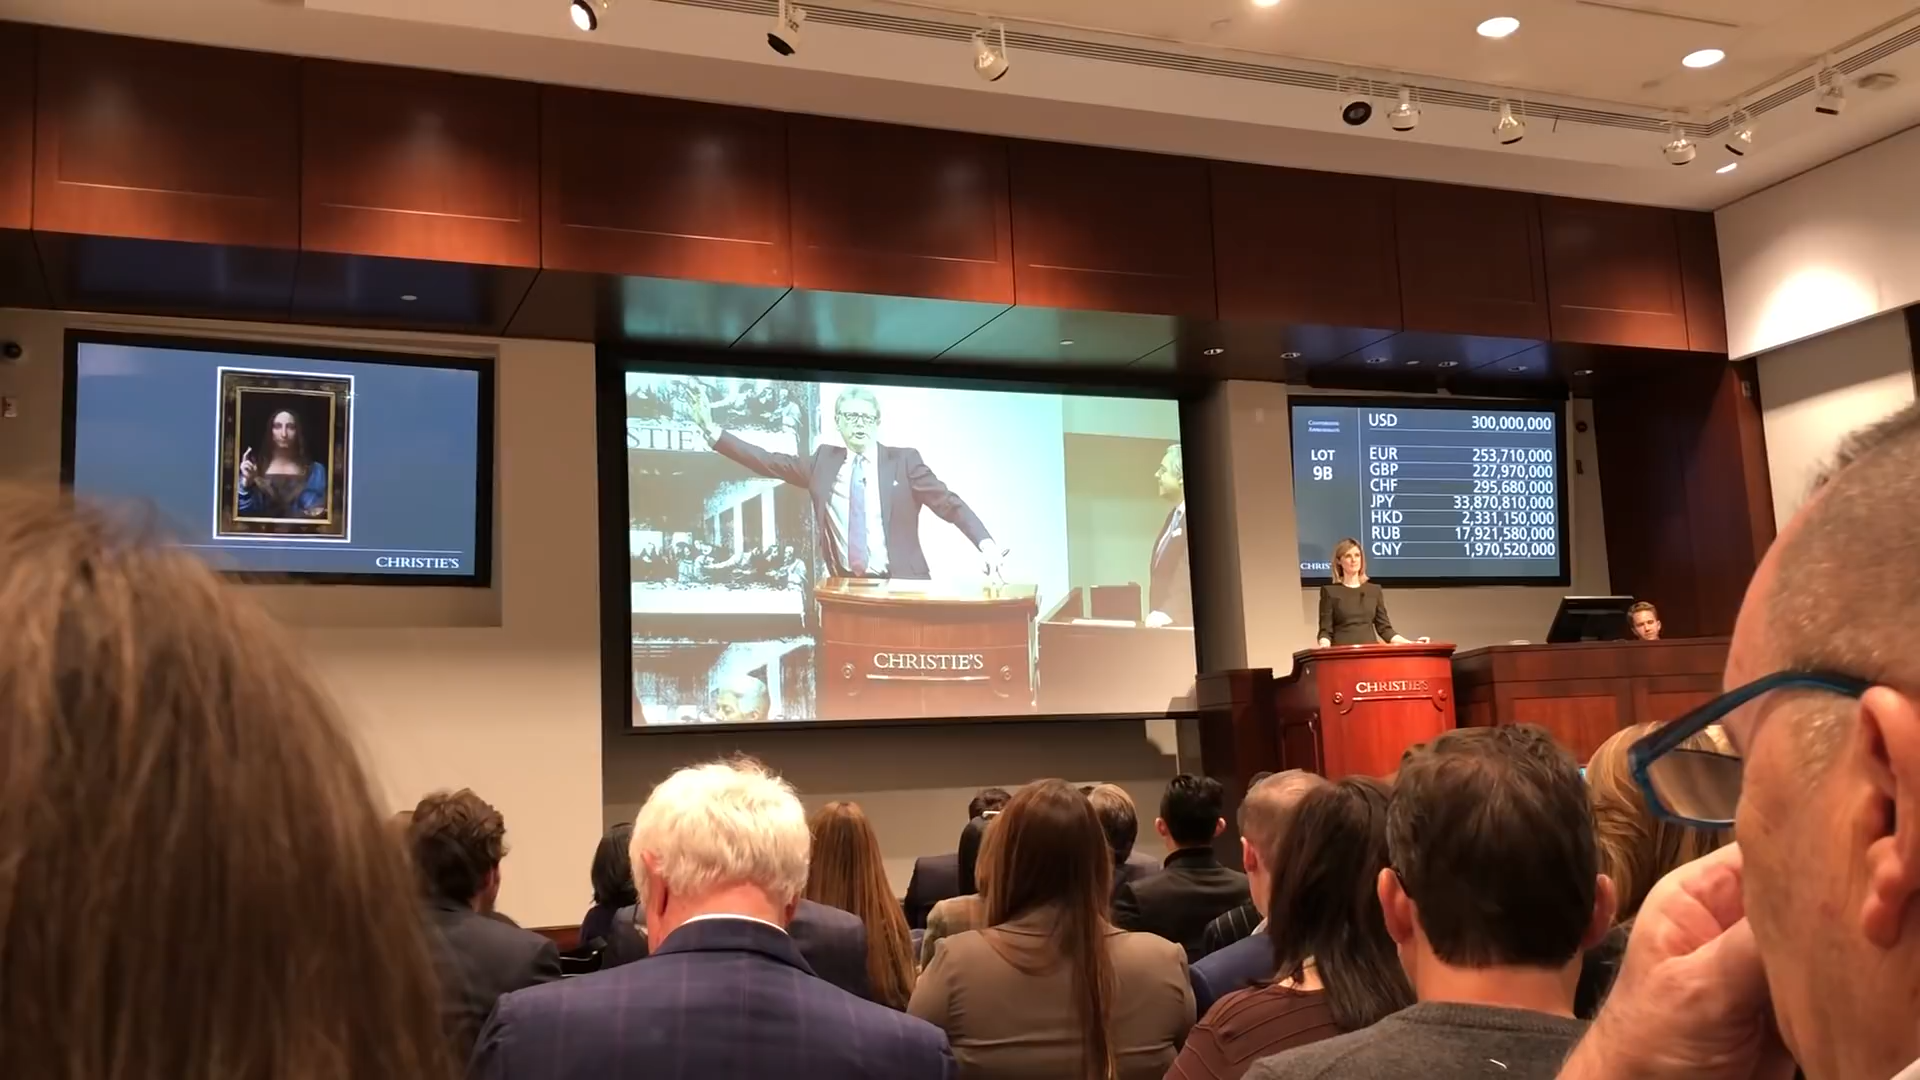 CHRISTIE'S
STIE'
CHRISTIE'S
LOT
9B
USD 300,000,000
EUR 253,710,000
GBP 227,970,000
CHF 295,680,000
JPY 33,870,810,000
HKD 2,331,150,000
RUB 17,921,580,000
CNY 1,970,520,000
CHRIS
CHRISTIE'S